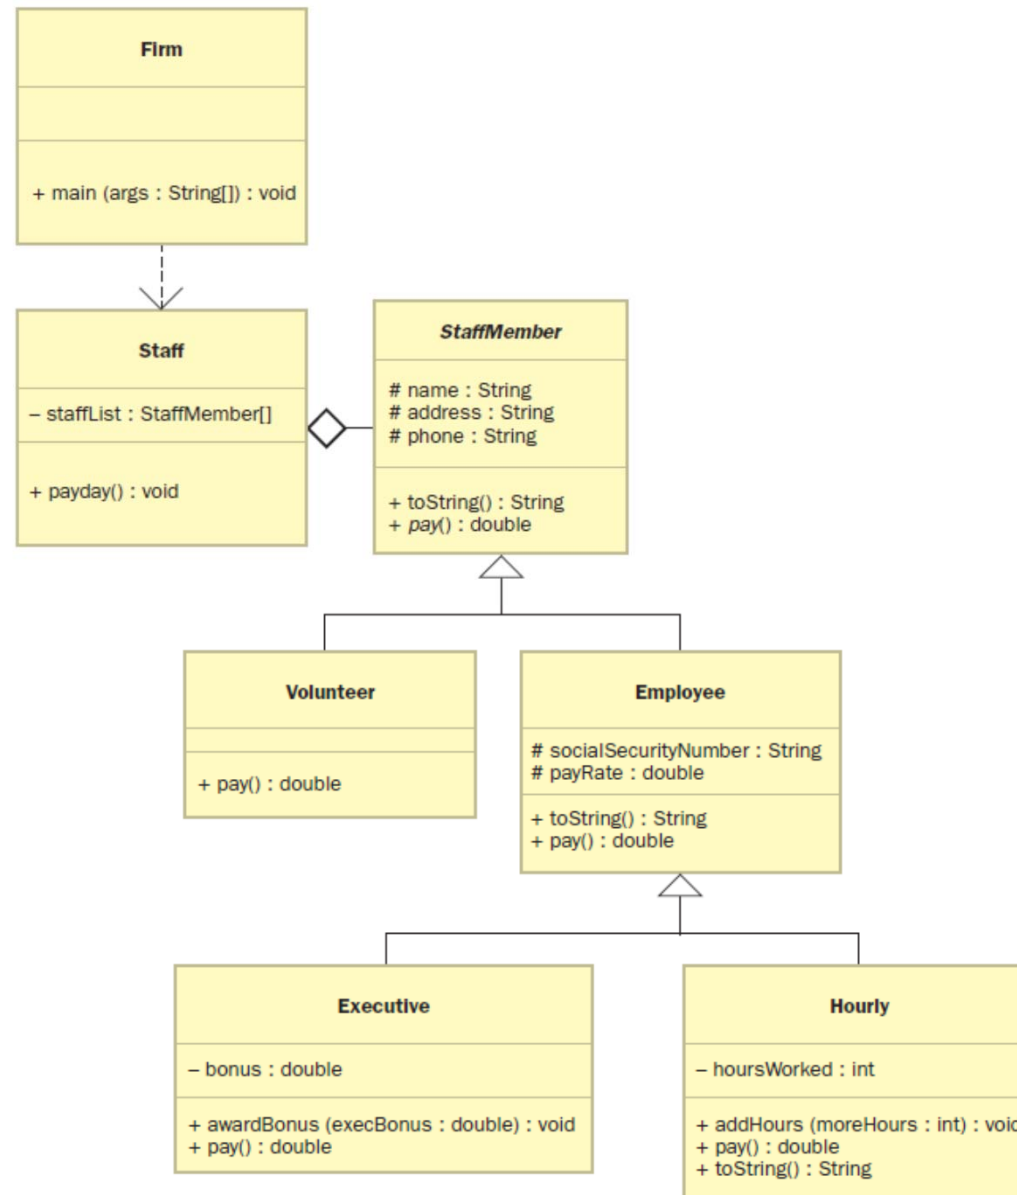 Firm
+ main (args : String[]) : void
Staff
– staffList : StaffMember[]
+ payday() : void
StaffMember
# name : String
# address : String
# phone : String
+ toString() : String
+ pay() : double
Volunteer
+ pay() : double
Employee
# socialSecurityNumber : String
# payRate : double
+ toString() : String
+ pay() : double
Executive
– bonus : double
+ awardBonus (execBonus : double) : void
+ pay() : double
Hourly
– hoursWorked : int
+ addHours (moreHours : int) : void
+ pay() : double
+ toString() : String